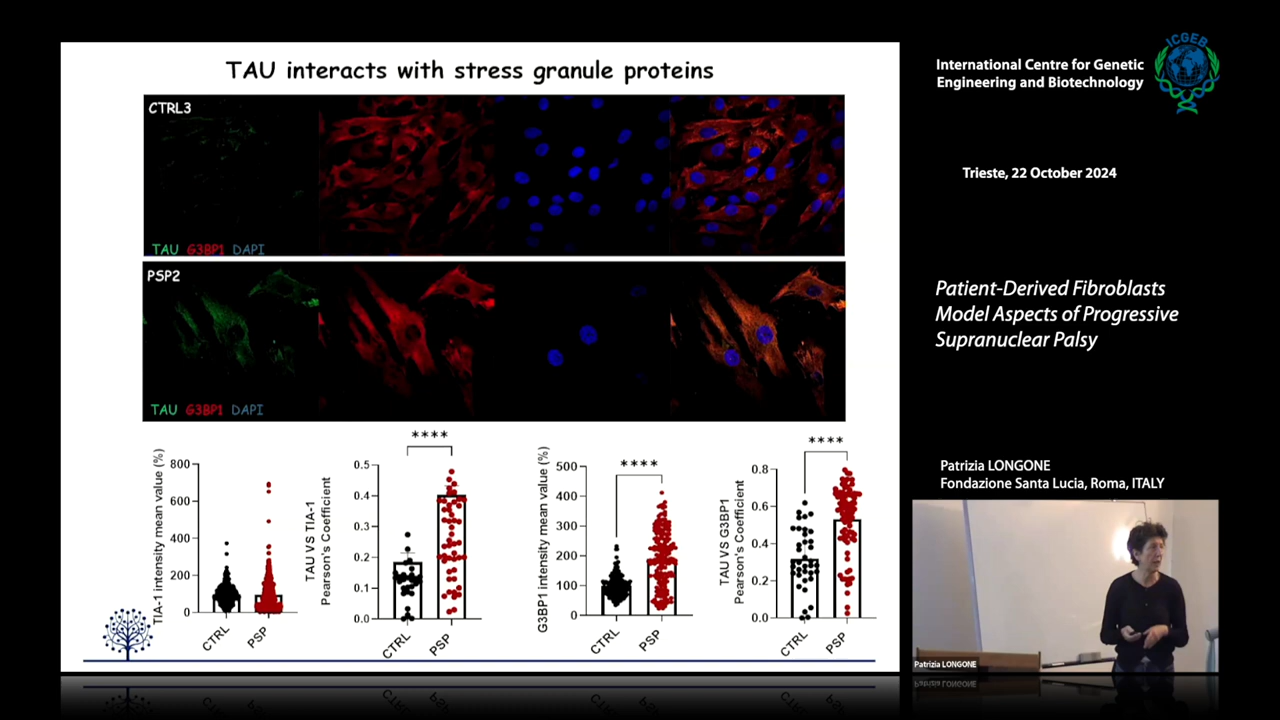 TAU interacts with stress granule proteins
CTRL3
TAU G3BP1 DAPI
PSP2
TAU G3BP1 DAPI
TIA-1 intensity mean value (%)
800
600
400
200
0
CTRL
PSP
TAU VS TIA-1
Pearson's Coefficient
****
0.5
0.4
0.3
0.2
0.1
0.0
CTRL
PSP
G3BP1 intensity mean value (%)
****
500
400
300
200
100
0
CTRL
PSP
TAU VS G3BP1
Pearson's Coefficient
****
0.8
0.6
0.4
0.2
0.0
CTRL
PSP
International Centre for Genetic
Engineering and Biotechnology
ICGEB
Trieste, 22 October 2024
Patient-Derived Fibroblasts
Model Aspects of Progressive
Supranuclear Palsy
Patrizia LONGONE
Fondazione Santa Lucia, Roma, ITALY
Patrizia LONGONE